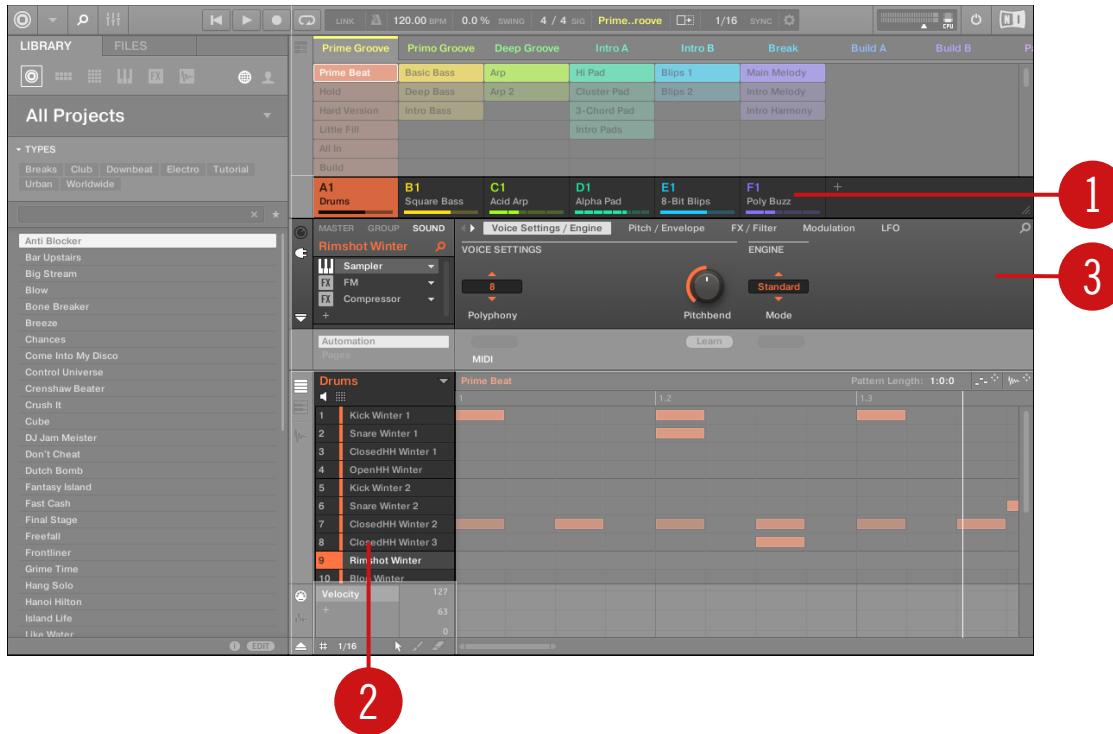 LINK 120.00 BPM 0.0 % SWING 4 / 4 SIG Prime..roove 1/16 SYNC CPU NI
LIBRARY FILES
FX
All Projects
TYPES
Breaks Club Downbeat Electro Tutorial
Urban Worldwide
Anti Blocker
Bar Upstairs
Big Stream
Blow
Bone Breaker
Breeze
Chances
Come Into My Disco
Control Universe
Crenshaw Beater
Crush It
Cube
DJ Jam Meister
Don't Cheat
Dutch Bomb
Fantasy Island
Fast Cash
Final Stage
Freefall
Frontliner
Grime Time
Hang Solo
Hanoi Hilton
Island Life
Like Water
i EDIT
Prime Groove Primo Groove Deep Groove Intro A Intro B Break Build A Build B
Prime Beat Basic Bass Arp Hi Pad Blips 1 Main Melody
Hold Deep Bass Arp 2 Cluster Pad Blips 2 Intro Melody
Hard Version Intro Bass 3-Chord Pad Intro Harmony
Little Fill Intro Pads
All In
Build
A1 B1 C1 D1 E1 F1 +
Drums Square Bass Acid Arp Alpha Pad 8-Bit Blips Poly Buzz
1
MASTER GROUP SOUND Voice Settings / Engine Pitch / Envelope FX / Filter Modulation LFO
Rimshot Winter VOICE SETTINGS ENGINE
Sampler
FX FM
FX Compressor
+
8 Standard
Polyphony Pitchbend Mode
3
Automation Learn
Pages MIDI
Drums Prime Beat Pattern Length: 1:0:0
1 1.2 1.3
1 Kick Winter 1
2 Snare Winter 1
3 ClosedHH Winter 1
4 OpenHH Winter
5 Kick Winter 2
6 Snare Winter 2
7 ClosedHH Winter 2
8 ClosedHH Winter 3
9 Rimshot Winter
10 Blop Winter
Velocity 127
+ 63
0
# 1/16
2